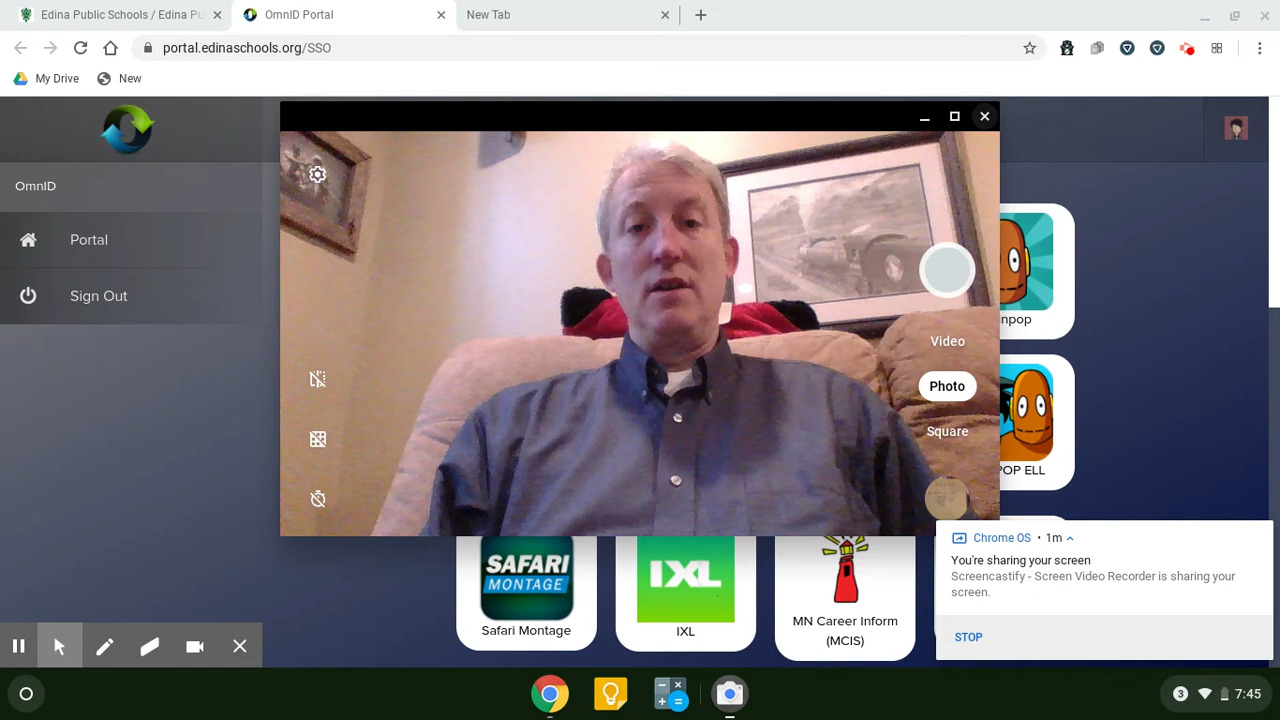 Edina Public Schools / Edina Pu
OmnID Portal
New Tab
portal.edinaschools.org/SSO
My Drive
New
OmnID
Portal
Sign Out
Video
Photo
Square
npop
POP ELL
SAFARI
MONTAGE
Safari Montage
IXL
IXL
MN Career Inform
(MCIS)
Chrome OS • 1m
You're sharing your screen
Screencastify - Screen Video Recorder is sharing your
screen.
STOP
3
7:45